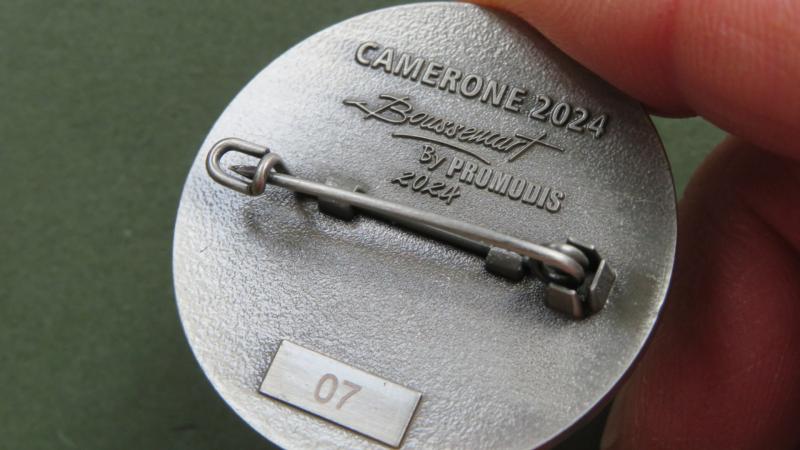 CAMERONE 2024
Boussemart
By PROMODIS
2024
07